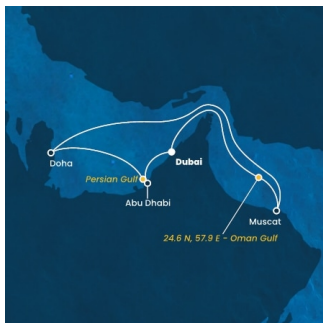 Doha
Dubai
Persian Gulf
Abu Dhabi
Muscat
24.6 N, 57.9 E - Oman Gulf